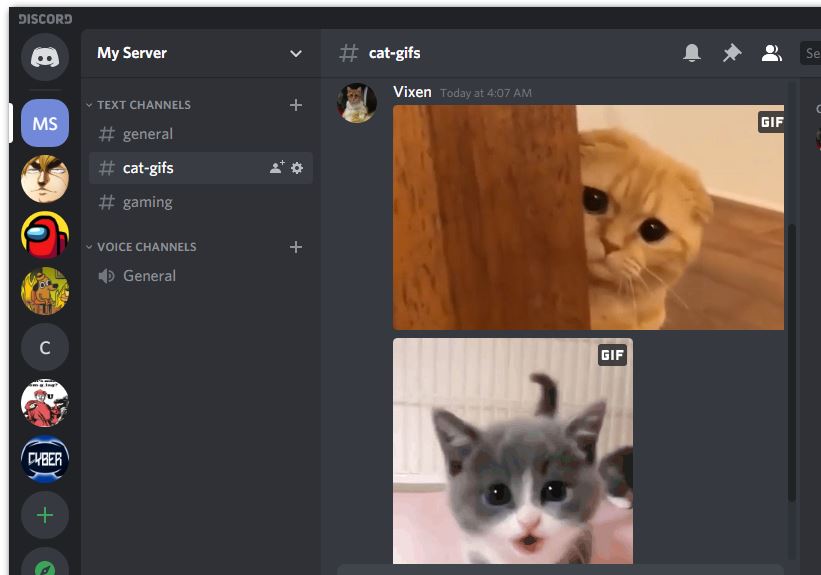 DISCORD
My Server
cat-gifs
Se
TEXT CHANNELS
general
cat-gifs
gaming
VOICE CHANNELS
General
MS
C
CYBER
Vixen Today at 4:07 AM
GIF
GIF